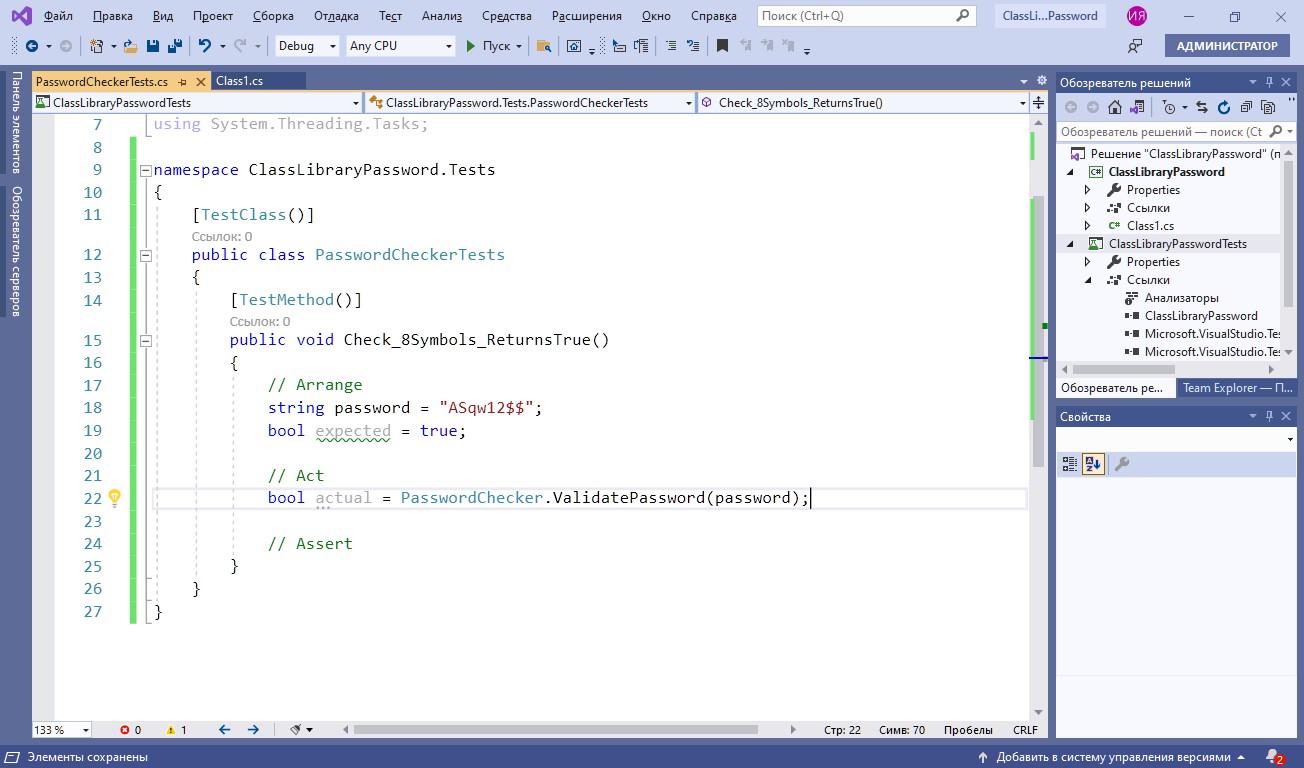 Файл Правка Вид Проект Сборка Отладка Тест Анализ Средства Расширения Окно Справка Поиск (Ctrl+Q) ClassLi...Password ИЯ
Debug Any CPU Пуск АДМИНИСТРАТОР
Панель элементов
Обозреватель серверов
PasswordCheckerTests.cs Class1.cs
ClassLibraryPasswordTests ClassLibraryPassword.Tests.PasswordCheckerTests Check_8Symbols_ReturnsTrue()
7 using System.Threading.Tasks;
8
9 namespace ClassLibraryPassword.Tests
10 {
11 [TestClass()]
Ссылок: 0
12 public class PasswordCheckerTests
13 {
14 [TestMethod()]
Ссылок: 0
15 public void Check_8Symbols_ReturnsTrue()
16 {
17 // Arrange
18 string password = "ASqw12$$";
19 bool expected = true;
20
21 // Act
22 bool actual = PasswordChecker.ValidatePassword(password);
23
24 // Assert
25 }
26 }
27 }
133 % 0 1 Стр: 22 Симв: 70 Пробелы CRLF
Обозреватель решений
Обозреватель решений — поиск (Ct
Решение "ClassLibraryPassword" (п
ClassLibraryPassword
Properties
Ссылки
C# Class1.cs
ClassLibraryPasswordTests
Properties
Ссылки
Анализаторы
ClassLibraryPassword
Microsoft.VisualStudio.Te
Microsoft.VisualStudio.Te
Обозреватель ре... Team Explorer — П...
Свойства
Элементы сохранены Добавить в систему управления версиями 2